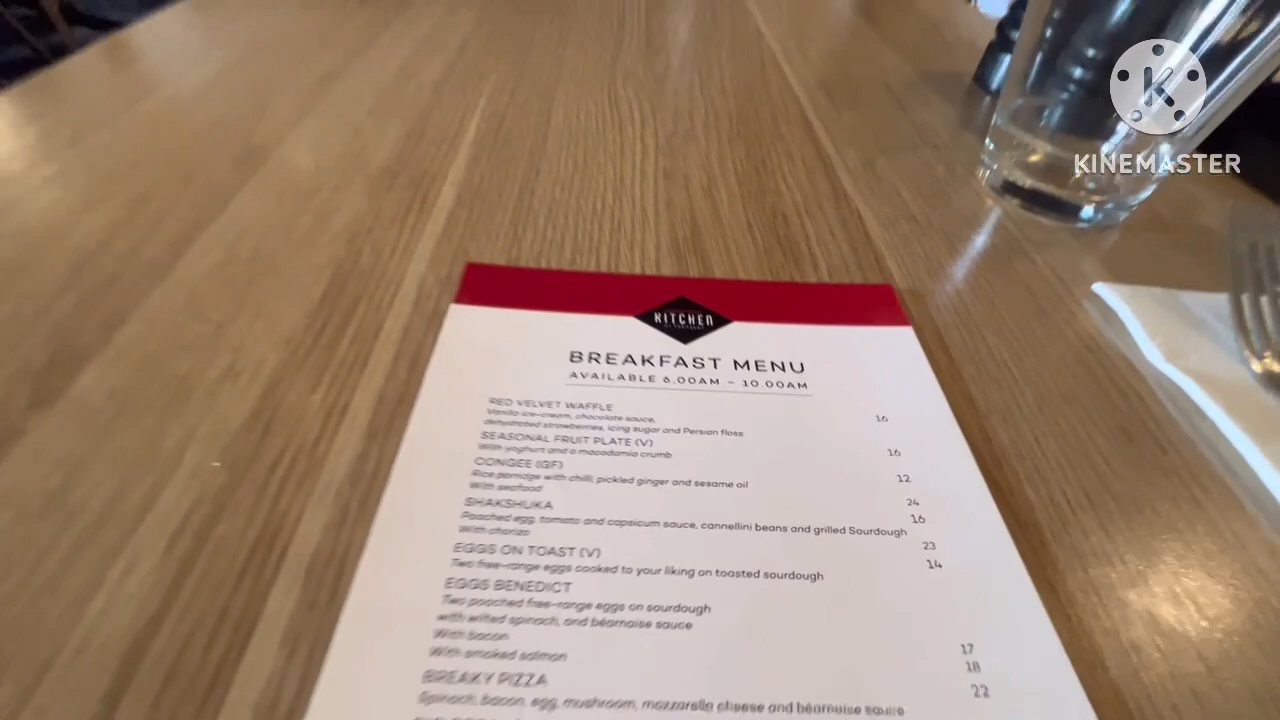 KINEMASTER
KITCHEN
BREAKFAST MENU
AVAILABLE 6.00AM - 10.00AM
RED VELVET WAFFLE 16
Vanilla ice-cream, chocolate sauce,
dehydrated strawberries, icing sugar and Persian floss
SEASONAL FRUIT PLATE (V) 16
With yoghurt and a macadamia crumb
CONGEE (GF) 12
Rice porridge with chilli, pickled ginger and sesame oil
With seafood 24
SHAKSHUKA 16
Poached egg, tomato and capsicum sauce, cannellini beans and grilled Sourdough
With chorizo 23
EGGS ON TOAST (V) 14
Two free-range eggs cooked to your liking on toasted sourdough
EGGS BENEDICT
Two poached free-range eggs on sourdough
with wilted spinach, and béarnaise sauce
With bacon 17
With smoked salmon 18
BREAKY PIZZA 22
Spinach, bacon, egg, mushroom, mozzarella cheese and béarnaise sauce